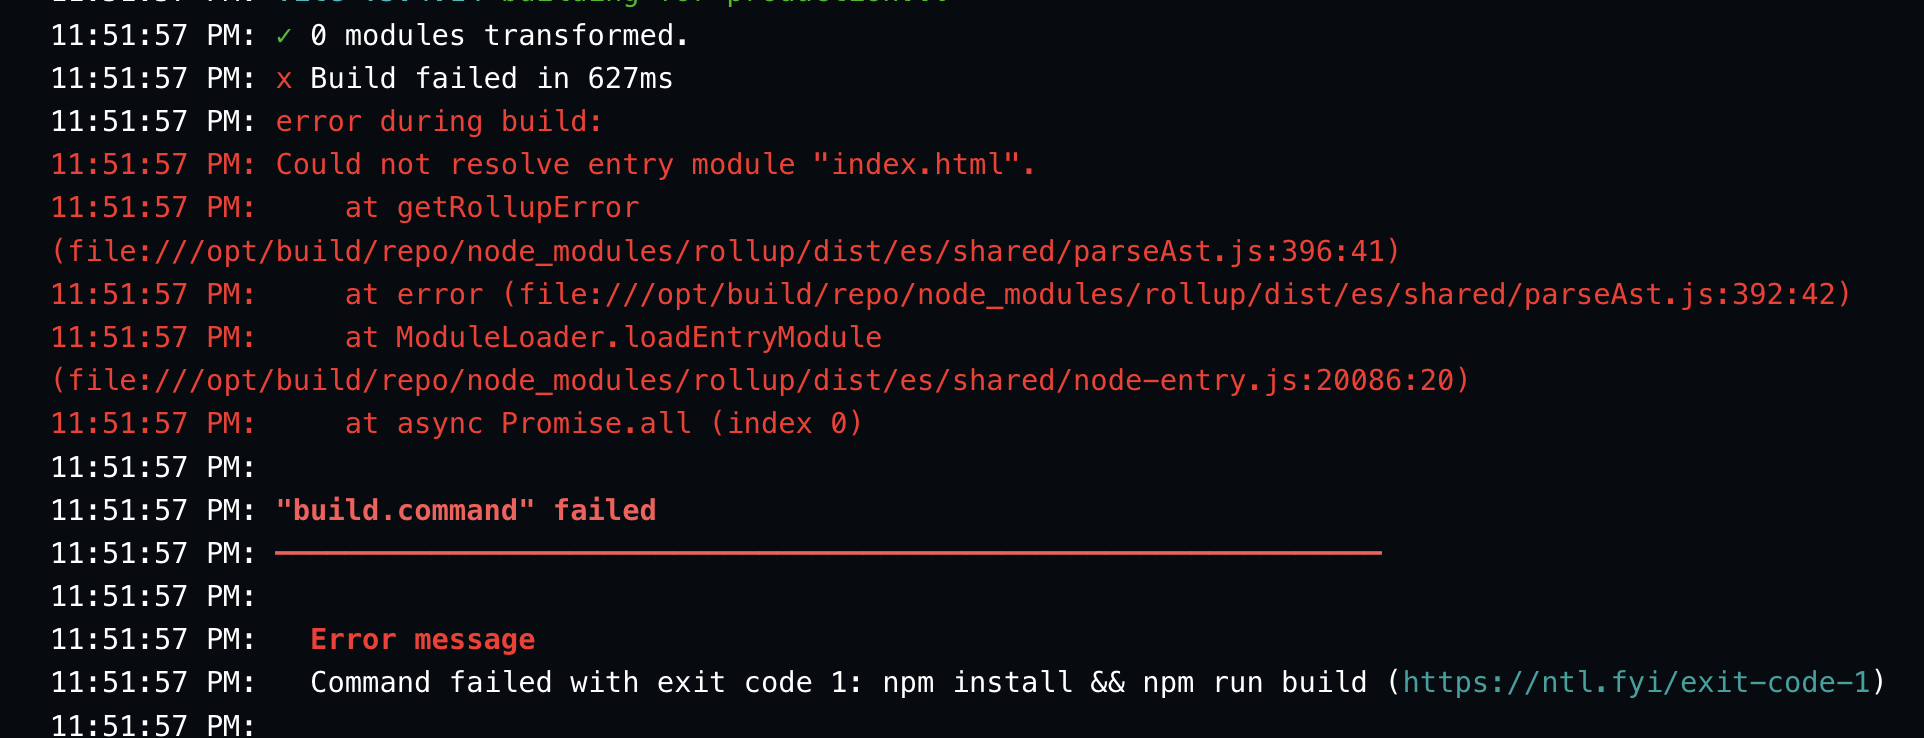 11:51:57 PM: building for production...
11:51:57 PM: ✓ 0 modules transformed.
11:51:57 PM: x Build failed in 627ms
11:51:57 PM: error during build:
11:51:57 PM: Could not resolve entry module "index.html".
11:51:57 PM:     at getRollupError
(file:///opt/build/repo/node_modules/rollup/dist/es/shared/parseAst.js:396:41)
11:51:57 PM:     at error (file:///opt/build/repo/node_modules/rollup/dist/es/shared/parseAst.js:392:42)
11:51:57 PM:     at ModuleLoader.loadEntryModule
(file:///opt/build/repo/node_modules/rollup/dist/es/shared/node-entry.js:20086:20)
11:51:57 PM:     at async Promise.all (index 0)
11:51:57 PM:
11:51:57 PM: "build.command" failed
11:51:57 PM: ────────────────────────────────────────────────────────────────
11:51:57 PM:
11:51:57 PM:   Error message
11:51:57 PM:   Command failed with exit code 1: npm install && npm run build (https://ntl.fyi/exit-code-1)
11:51:57 PM: